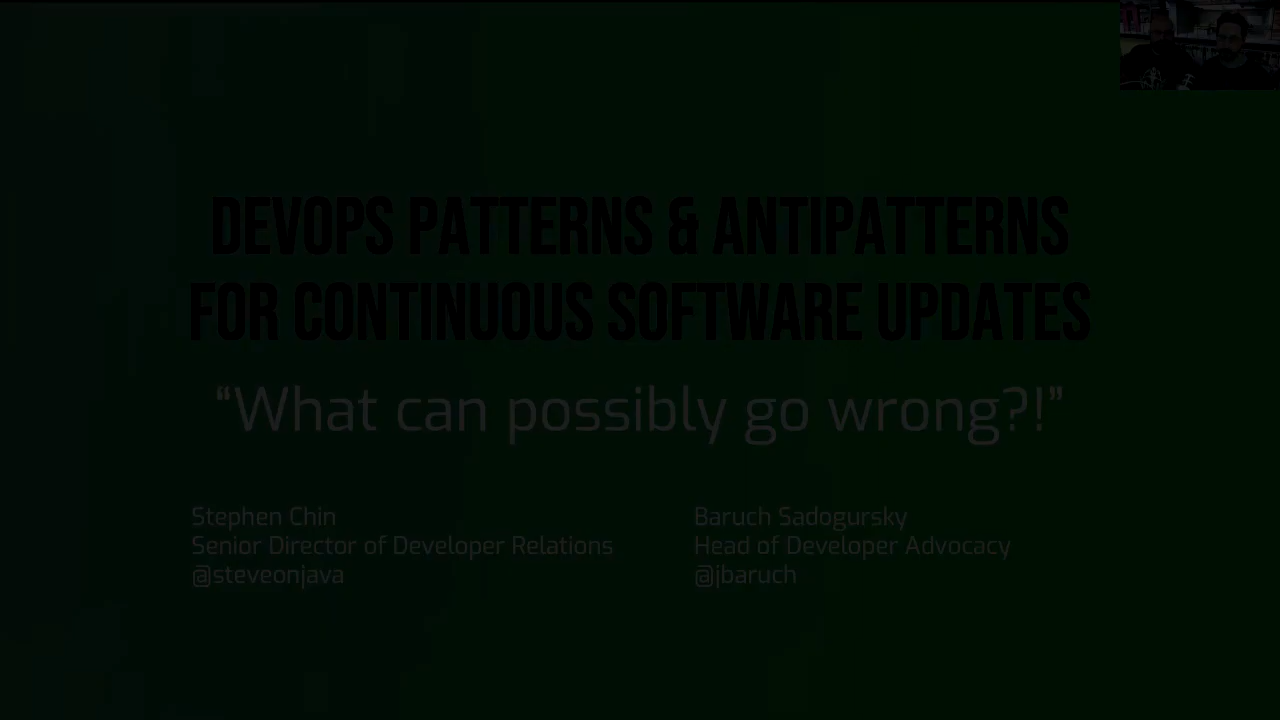 DEVOPS PATTERNS & ANTIPATTERNS
FOR CONTINUOUS SOFTWARE UPDATES
“What can possibly go wrong?!”
Stephen Chin
Senior Director of Developer Relations
@steveonjava
Baruch Sadogursky
Head of Developer Advocacy
@jbaruch